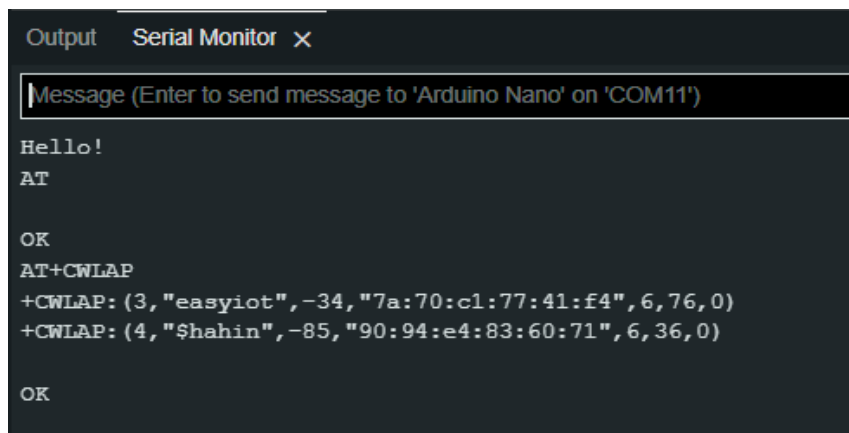 Output Serial Monitor ×
Message (Enter to send message to 'Arduino Nano' on 'COM11')
Hello!
AT
OK
AT+CWLAP
+CWLAP:(3,"easyiot",-34,"7a:70:c1:77:41:f4",6,76,0)
+CWLAP:(4,"$hahin",-85,"90:94:e4:83:60:71",6,36,0)
OK